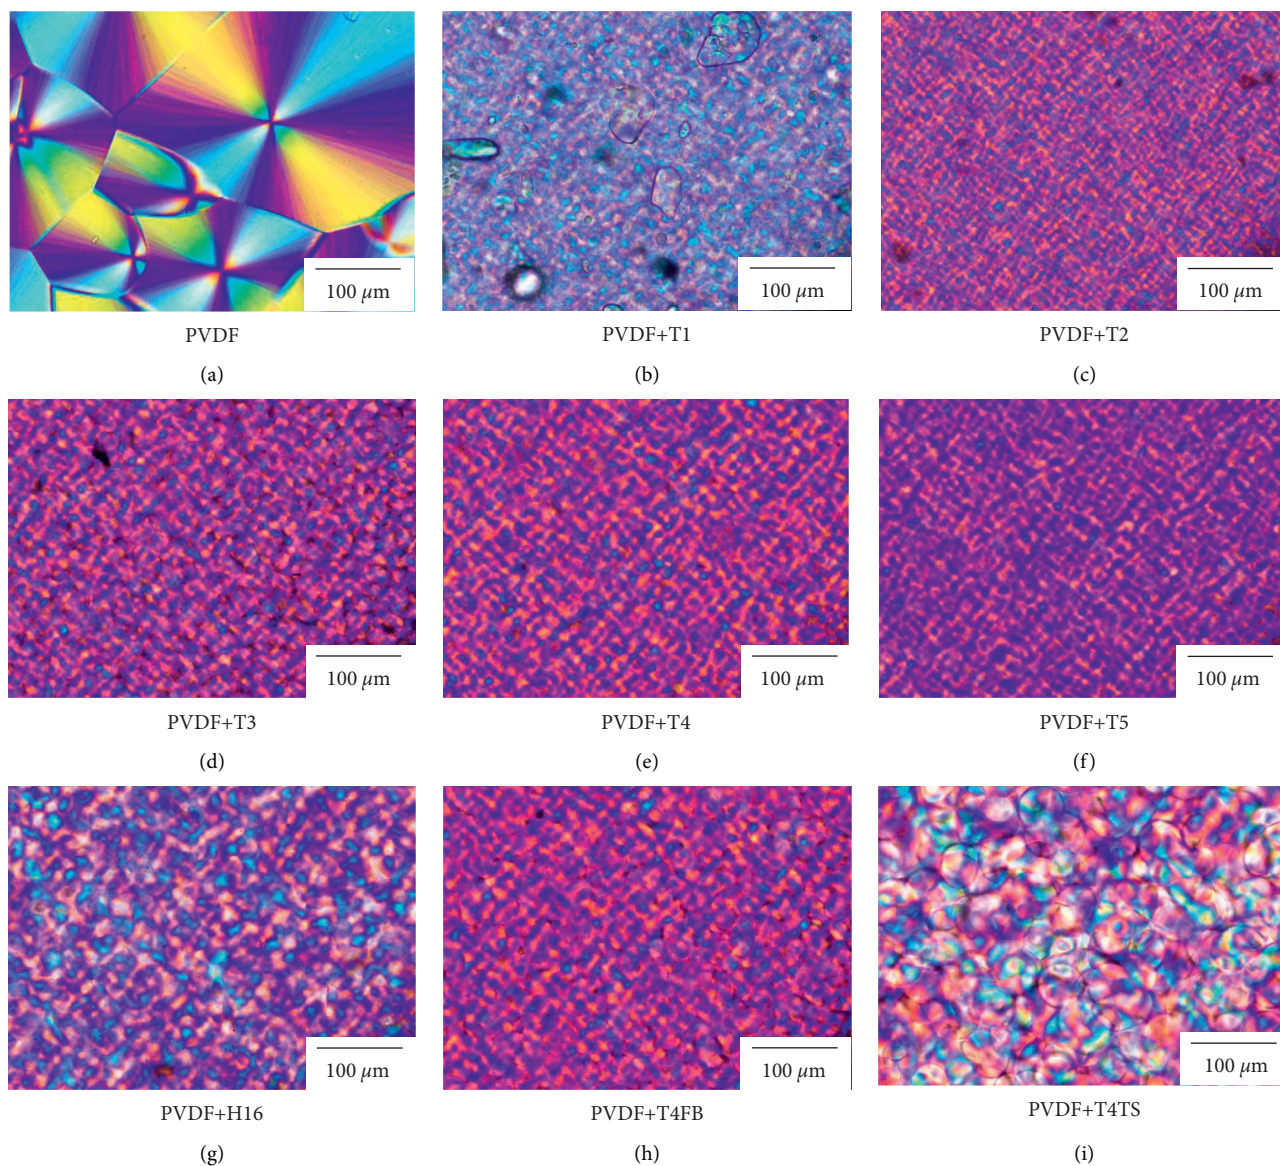 100 μm
100 μm
100 μm
PVDF
PVDF+T1
PVDF+T2
(a)
(b)
(c)
100 μm
100 μm
100 μm
PVDF+T3
PVDF+T4
PVDF+T5
(d)
(e)
(f)
100 μm
100 μm
100 μm
PVDF+H16
PVDF+T4FB
PVDF+T4TS
(g)
(h)
(i)